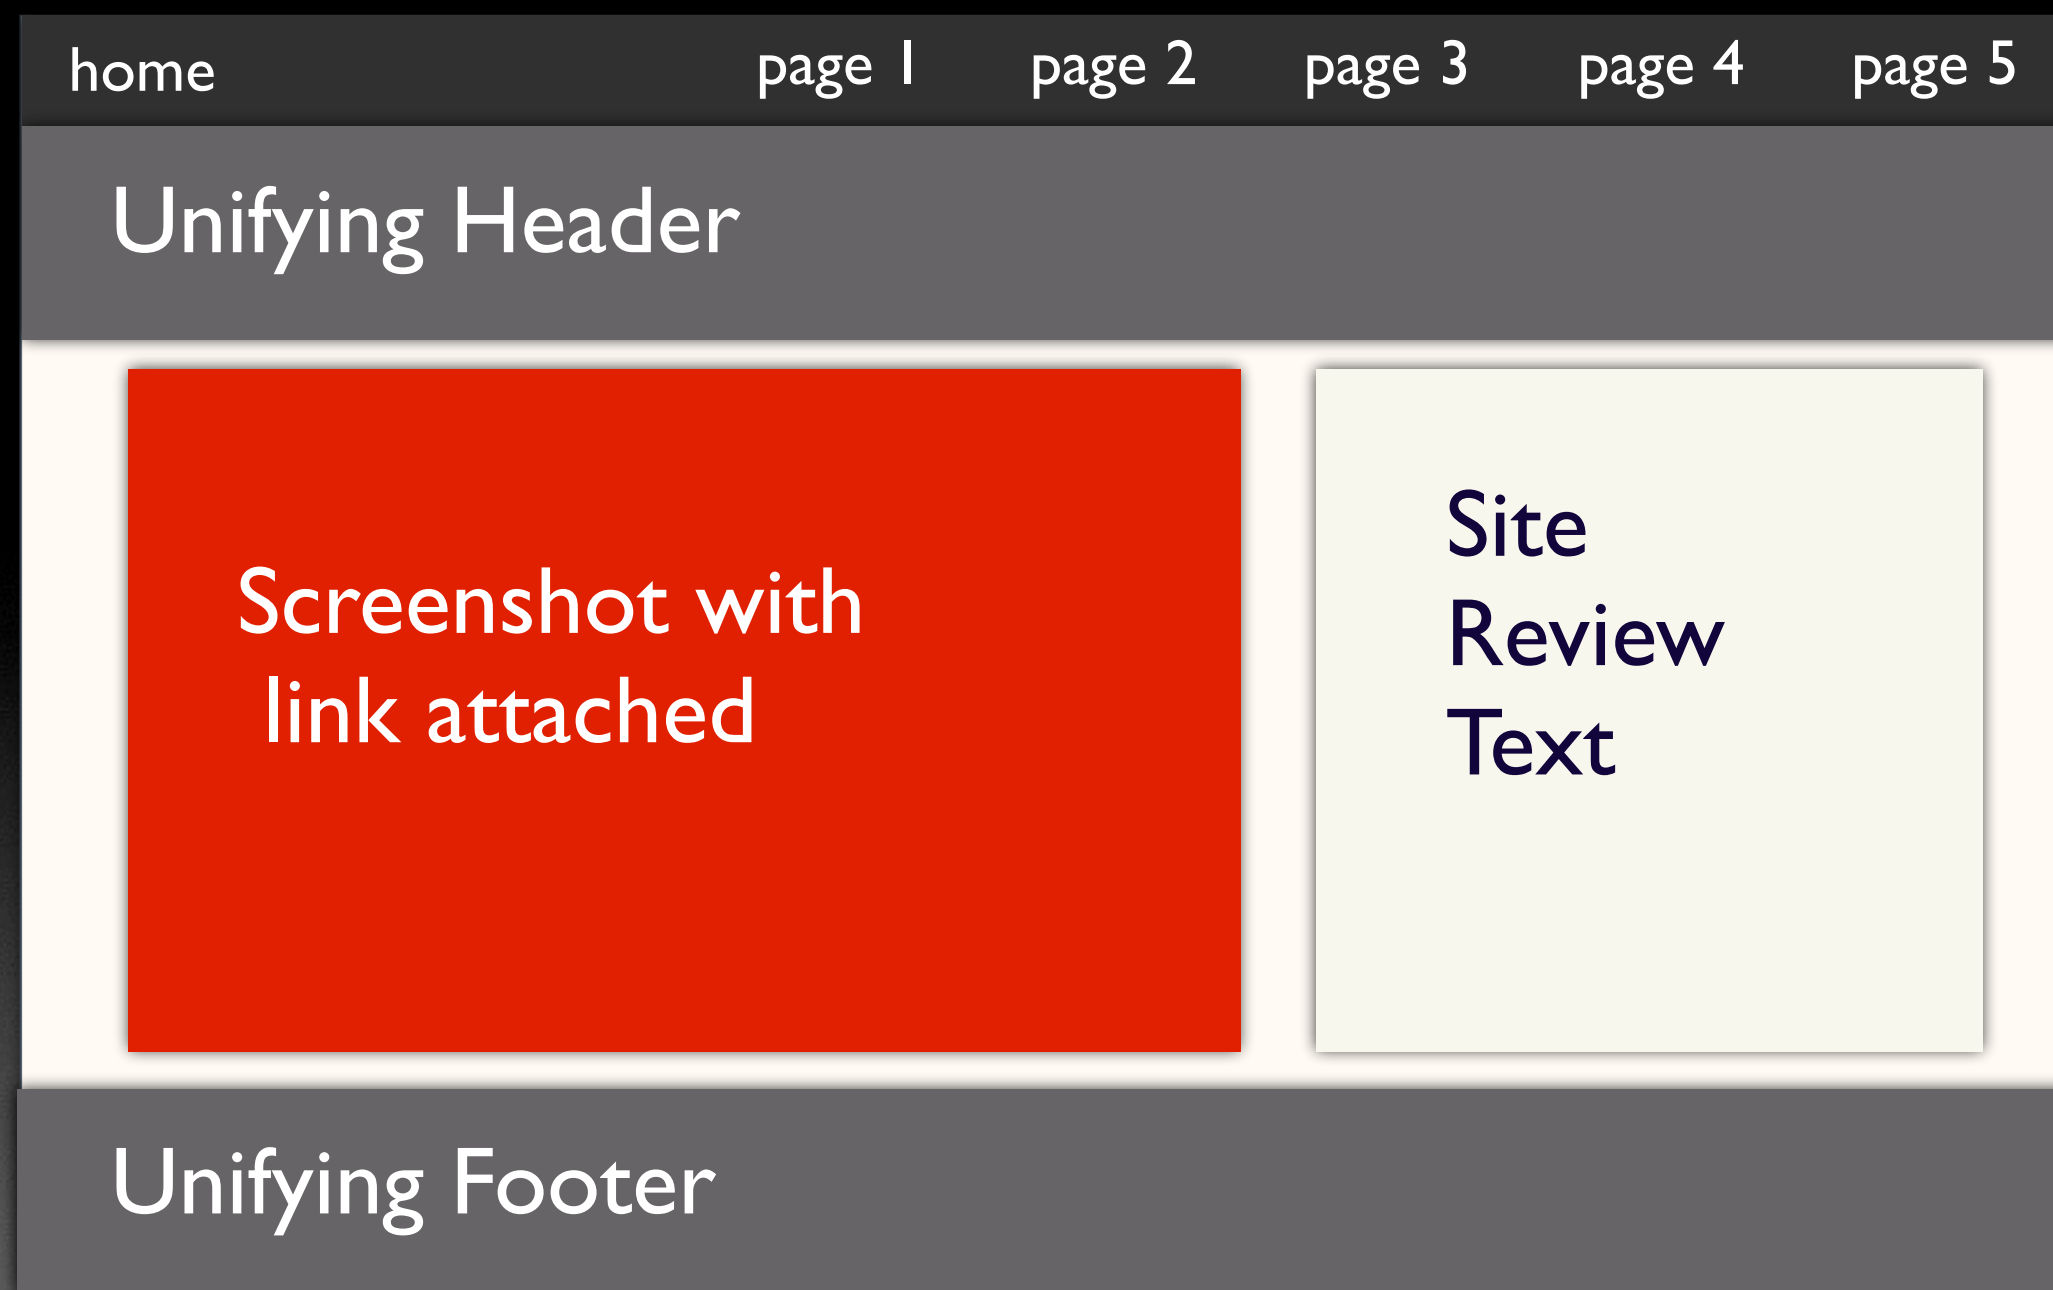 home page 1 page 2 page 3 page 4 page 5
Unifying Header
Screenshot with
link attached
Site
Review
Text
Unifying Footer